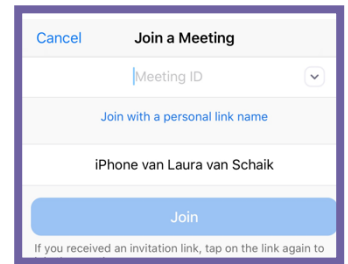 Cancel Join a Meeting
Meeting ID
Join with a personal link name
iPhone van Laura van Schaik
Join
If you received an invitation link, tap on the link again to